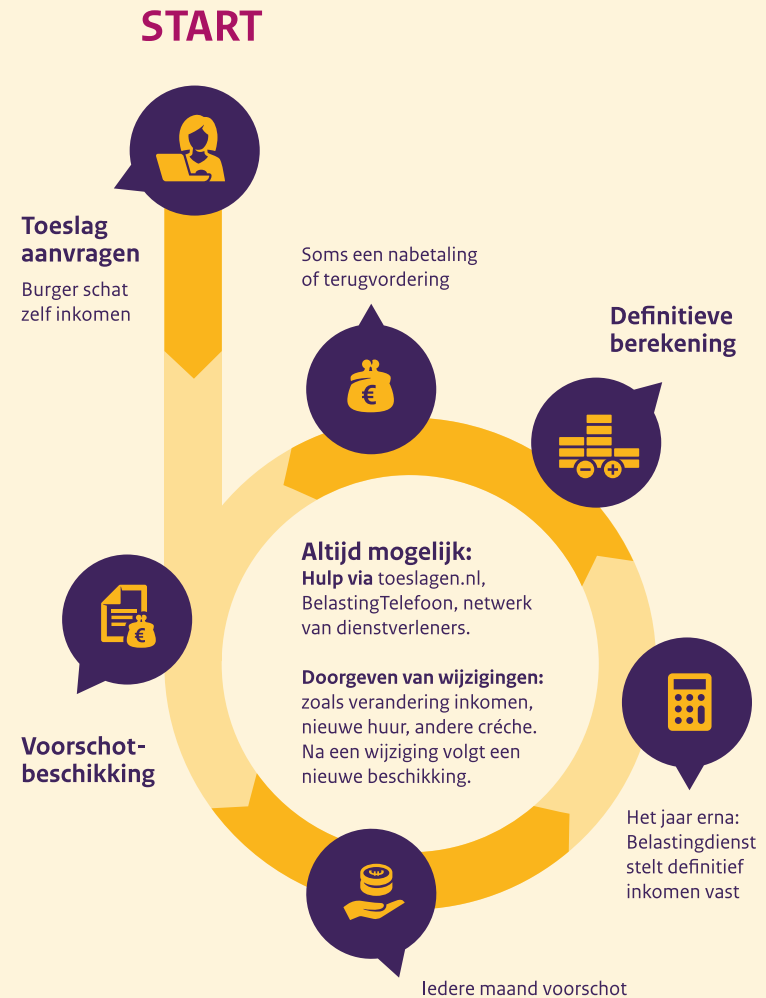 START
Toeslag
aanvragen
Burger schat
zelf inkomen
Soms een nabetaling
of terugvordering
Definitieve
berekening
Altijd mogelijk:
Hulp via toeslagen.nl,
BelastingTelefoon, netwerk
van dienstverleners.
Doorgeven van wijzigingen:
zoals verandering inkomen,
nieuwe huur, andere créche.
Na een wijziging volgt een
nieuwe beschikking.
Voorschot-
beschikking
Het jaar erna:
Belastingdienst
stelt definitief
inkomen vast
Iedere maand voorschot